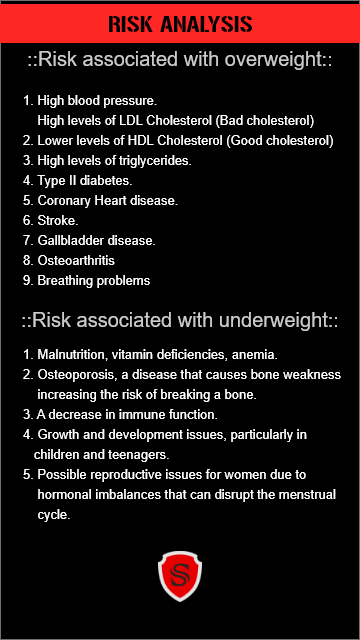 RISK ANALYSIS
::Risk associated with overweight::
1. High blood pressure.
High levels of LDL Cholesterol (Bad cholesterol)
2. Lower levels of HDL Cholesterol (Good cholesterol)
3. High levels of triglycerides.
4. Type II diabetes.
5. Coronary Heart disease.
6. Stroke.
7. Gallbladder disease.
8. Osteoarthritis
9. Breathing problems
::Risk associated with underweight::
1. Malnutrition, vitamin deficiencies, anemia.
2. Osteoporosis, a disease that causes bone weakness
increasing the risk of breaking a bone.
3. A decrease in immune function.
4. Growth and development issues, particularly in
children and teenagers.
5. Possible reproductive issues for women due to
hormonal imbalances that can disrupt the menstrual
cycle.
S